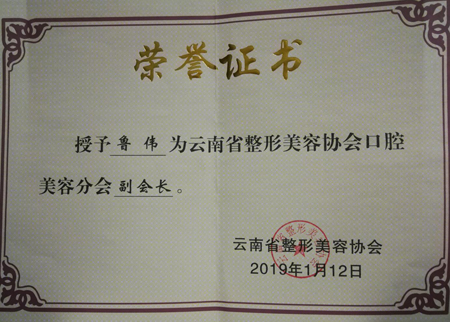 荣誉证书
授予鲁伟为云南省整形美容协会口腔
美容分会副会长。
云南省整形美容协会
2019年1月12日